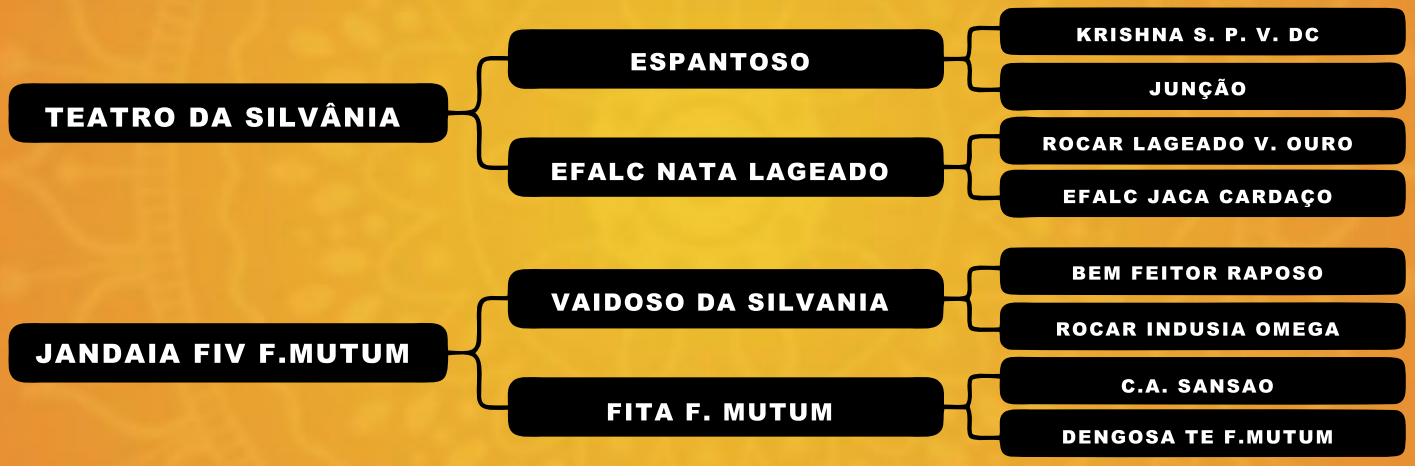 KRISHNA S. P. V. DC
ESPANTOSO
JUNÇÃO
TEATRO DA SILVÂNIA
ROCAR LAGEADO V. OURO
EFALC NATA LAGEADO
EFALC JACA CARDAÇO
BEM FEITOR RAPOSO
VAIDOSO DA SILVANIA
ROCAR INDUSIA OMEGA
JANDAIA FIV F.MUTUM
C.A. SANSAO
FITA F. MUTUM
DENGOSA TE F.MUTUM